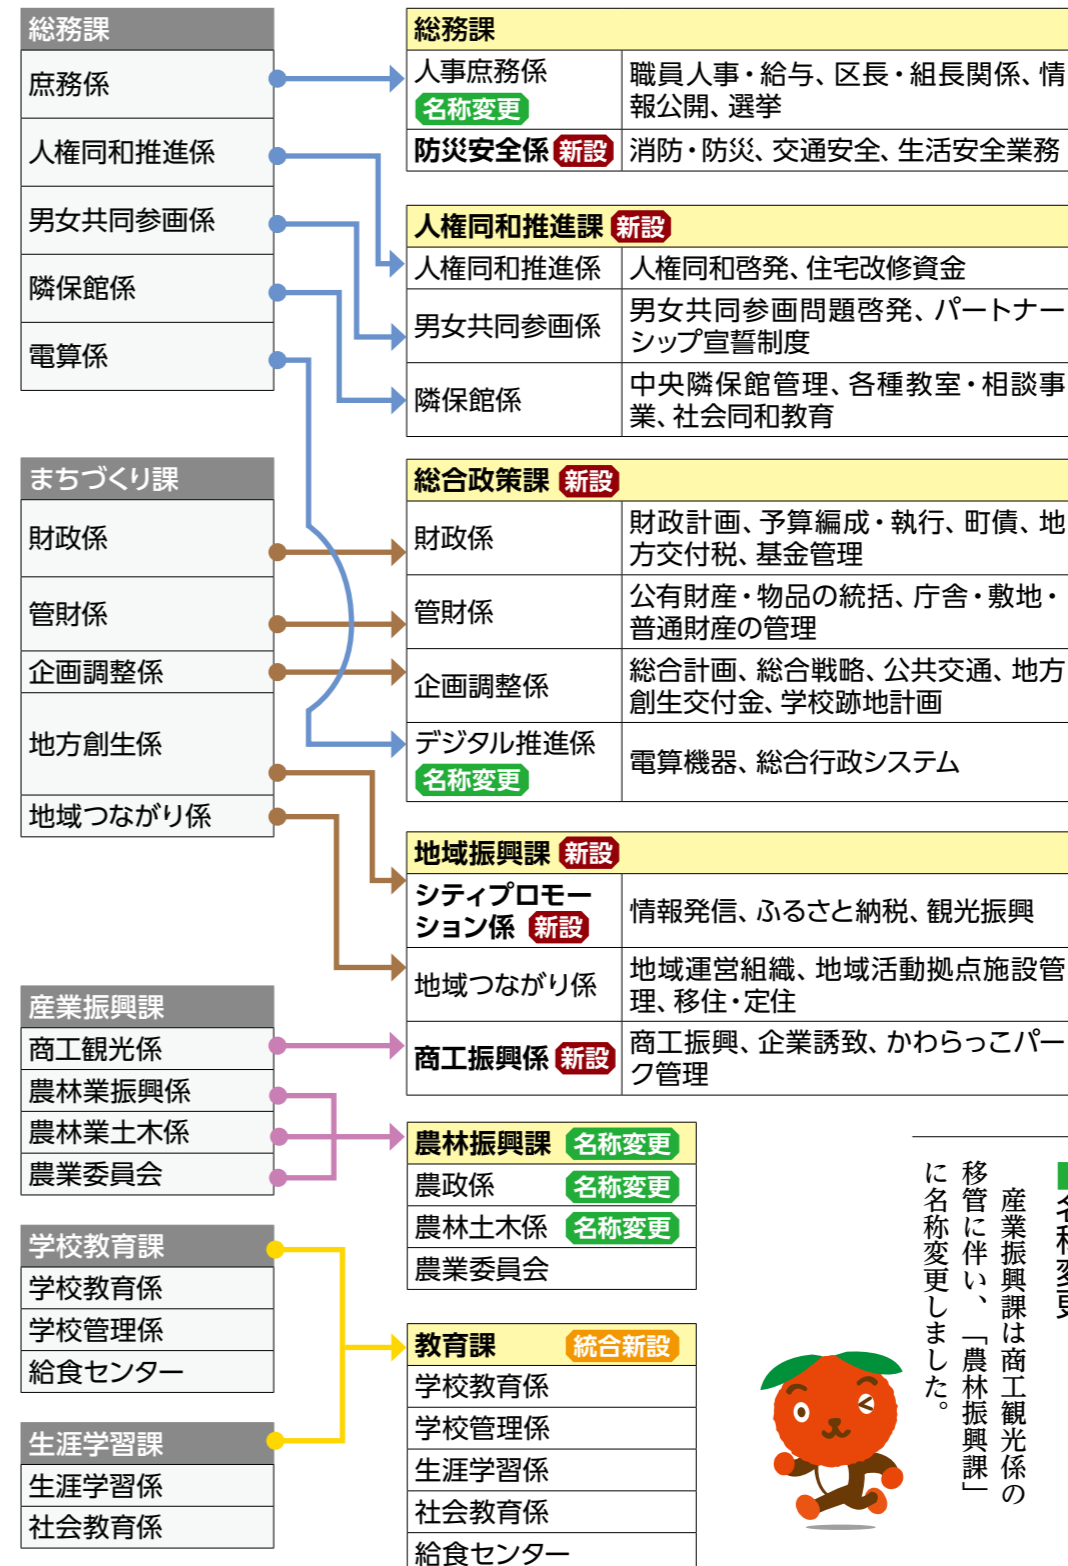 総務課
庶務係
人権同和推進係
男女共同参画係
隣保館係
電算係
まちづくり課
財政係
管財係
企画調整係
地方創生係
地域つながり係
産業振興課
商工観光係
農林業振興係
農林業土木係
農業委員会
学校教育課
学校教育係
学校管理係
給食センター
生涯学習課
生涯学習係
社会教育係
総務課
人事庶務係
名称変更
職員人事・給与、区長・組長関係、情
報公開、選挙
防災安全係 新設
消防・防災、交通安全、生活安全業務
人権同和推進課 新設
人権同和推進係
人権同和啓発、住宅改修資金
男女共同参画係
男女共同参画問題啓発、パートナー
シップ宣誓制度
隣保館係
中央隣保館管理、各種教室・相談事
業、社会同和教育
総合政策課 新設
財政係
財政計画、予算編成・執行、町債、地
方交付税、基金管理
管財係
公有財産・物品の統括、庁舎・敷地・
普通財産の管理
企画調整係
総合計画、総合戦略、公共交通、地方
創生交付金、学校跡地計画
デジタル推進係
名称変更
電算機器、総合行政システム
地域振興課 新設
シティプロモー
ション係 新設
情報発信、ふるさと納税、観光振興
地域つながり係
地域運営組織、地域活動拠点施設管
理、移住・定住
商工振興係 新設
商工振興、企業誘致、かわらっこパー
ク管理
農林振興課 名称変更
農政係 名称変更
農林土木係 名称変更
農業委員会
教育課 統合新設
学校教育係
学校管理係
生涯学習係
社会教育係
給食センター
名称変更
産業振興課は商工観光係の
移管に伴い、「農林振興課」
に名称変更しました。